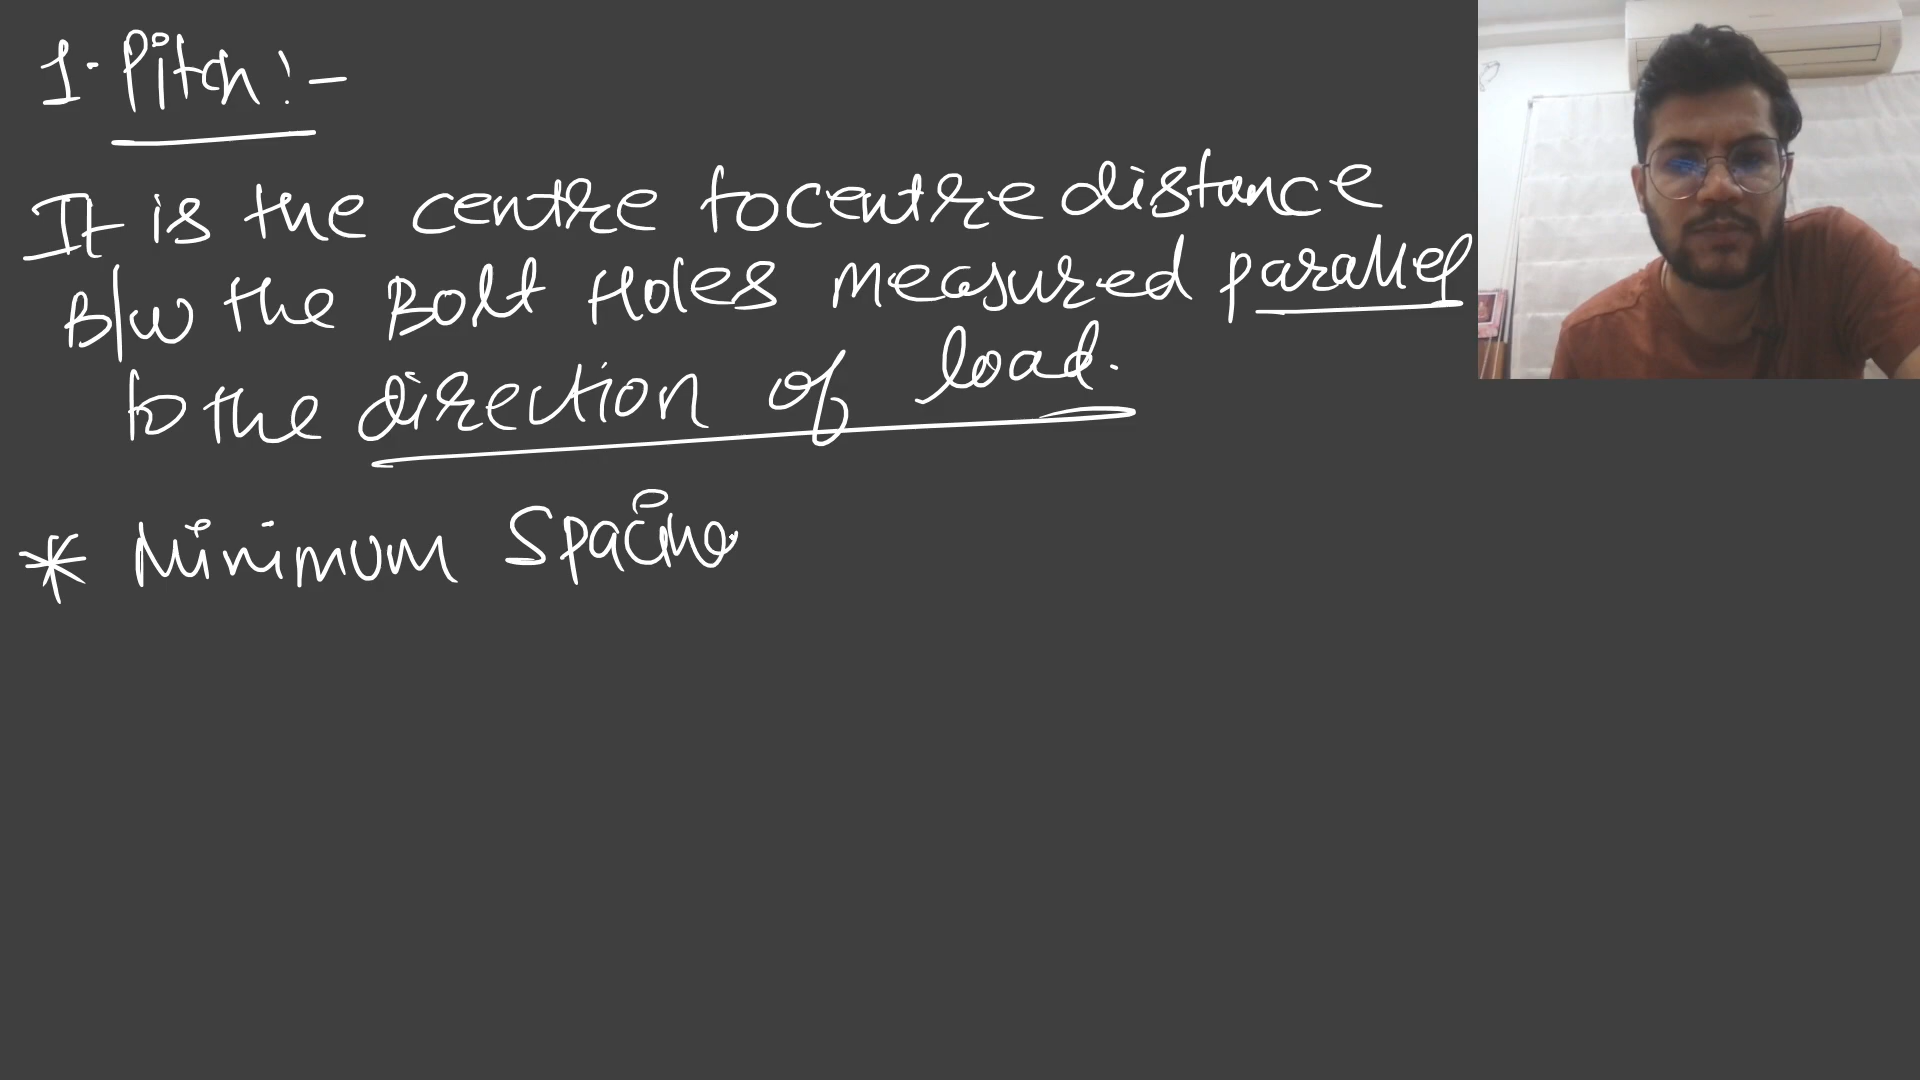 1. Pitch :-
It is the centre to centre distance
B/w the Bolt Holes measured parallel
to the direction of load.
* Minimum Spacing